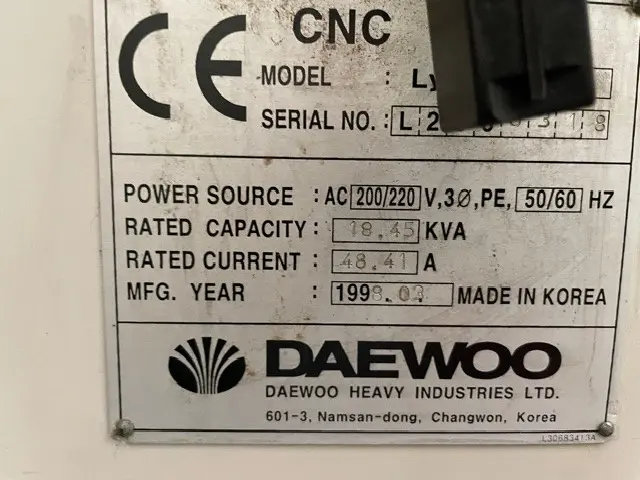 CE CNC
MODEL :
SERIAL NO. :
POWER SOURCE : AC 200/220 V,3Ø,PE, 50/60 HZ
RATED CAPACITY: 18.45 KVA
RATED CURRENT : 48.41 A
MFG. YEAR : 1998.03 MADE IN KOREA
DAEWOO
DAEWOO HEAVY INDUSTRIES LTD.
601-3, Namsan-dong, Changwon, Korea
L30683413A